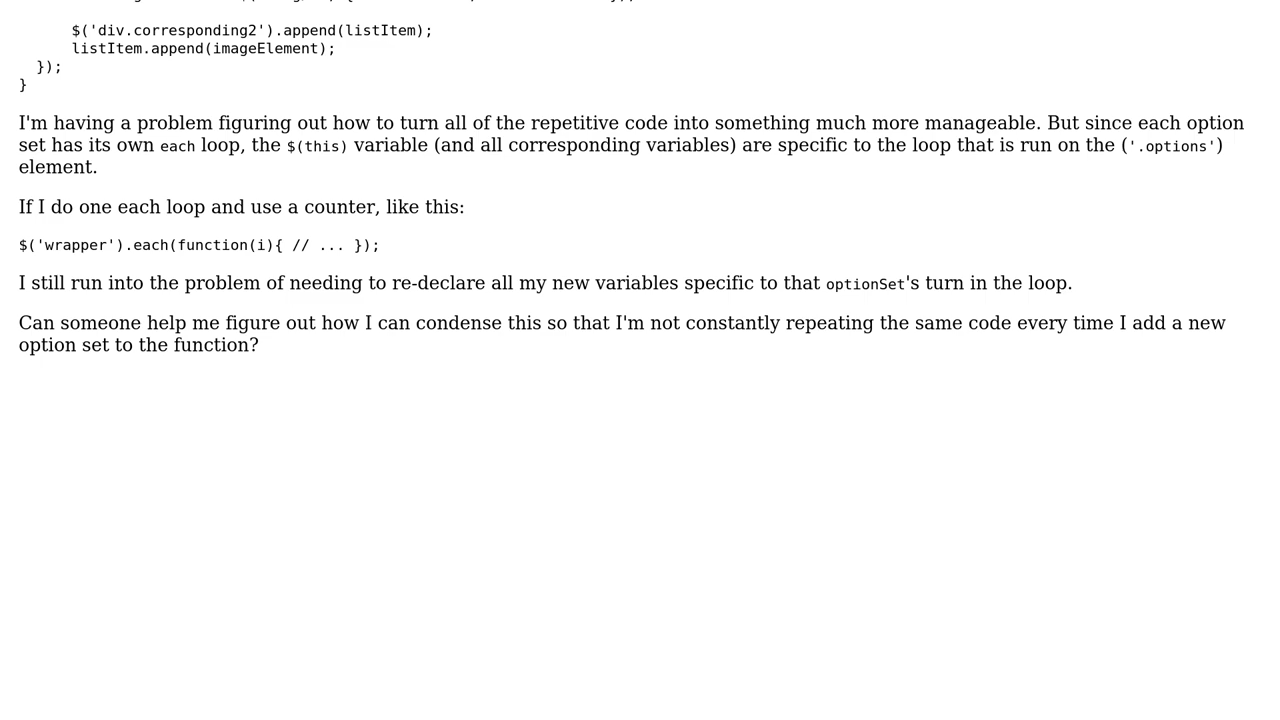 $('div.corresponding2').append(listItem);
listItem.append(imageElement);
});
}
I'm having a problem figuring out how to turn all of the repetitive code into something much more manageable. But since each option
set has its own each loop, the $(this) variable (and all corresponding variables) are specific to the loop that is run on the ('.options')
element.
If I do one each loop and use a counter, like this:
$('wrapper').each(function(i){ // ... });
I still run into the problem of needing to re-declare all my new variables specific to that optionSet's turn in the loop.
Can someone help me figure out how I can condense this so that I'm not constantly repeating the same code every time I add a new
option set to the function?